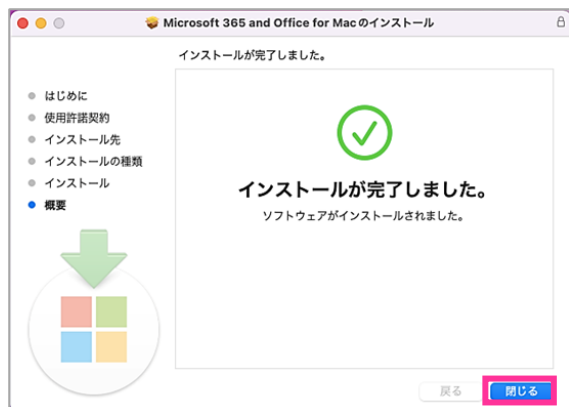 Microsoft 365 and Office for Macのインストール
インストールが完了しました。
はじめに
使用許諾契約
インストール先
インストールの種類
インストール
概要
インストールが完了しました。
ソフトウェアがインストールされました。
戻る
閉じる